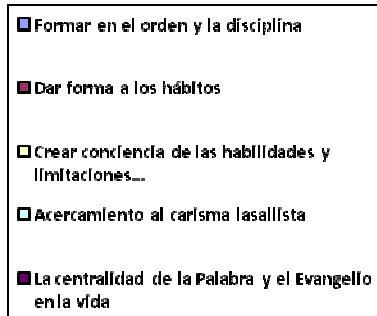 Formar en el orden y la disciplina
Dar forma a los hábitos
Crear conciencia de las habilidades y
limitaciones...
Acercamiento al carisma lasallista
La centralidad de la Palabra y el Evangelio
en la vida